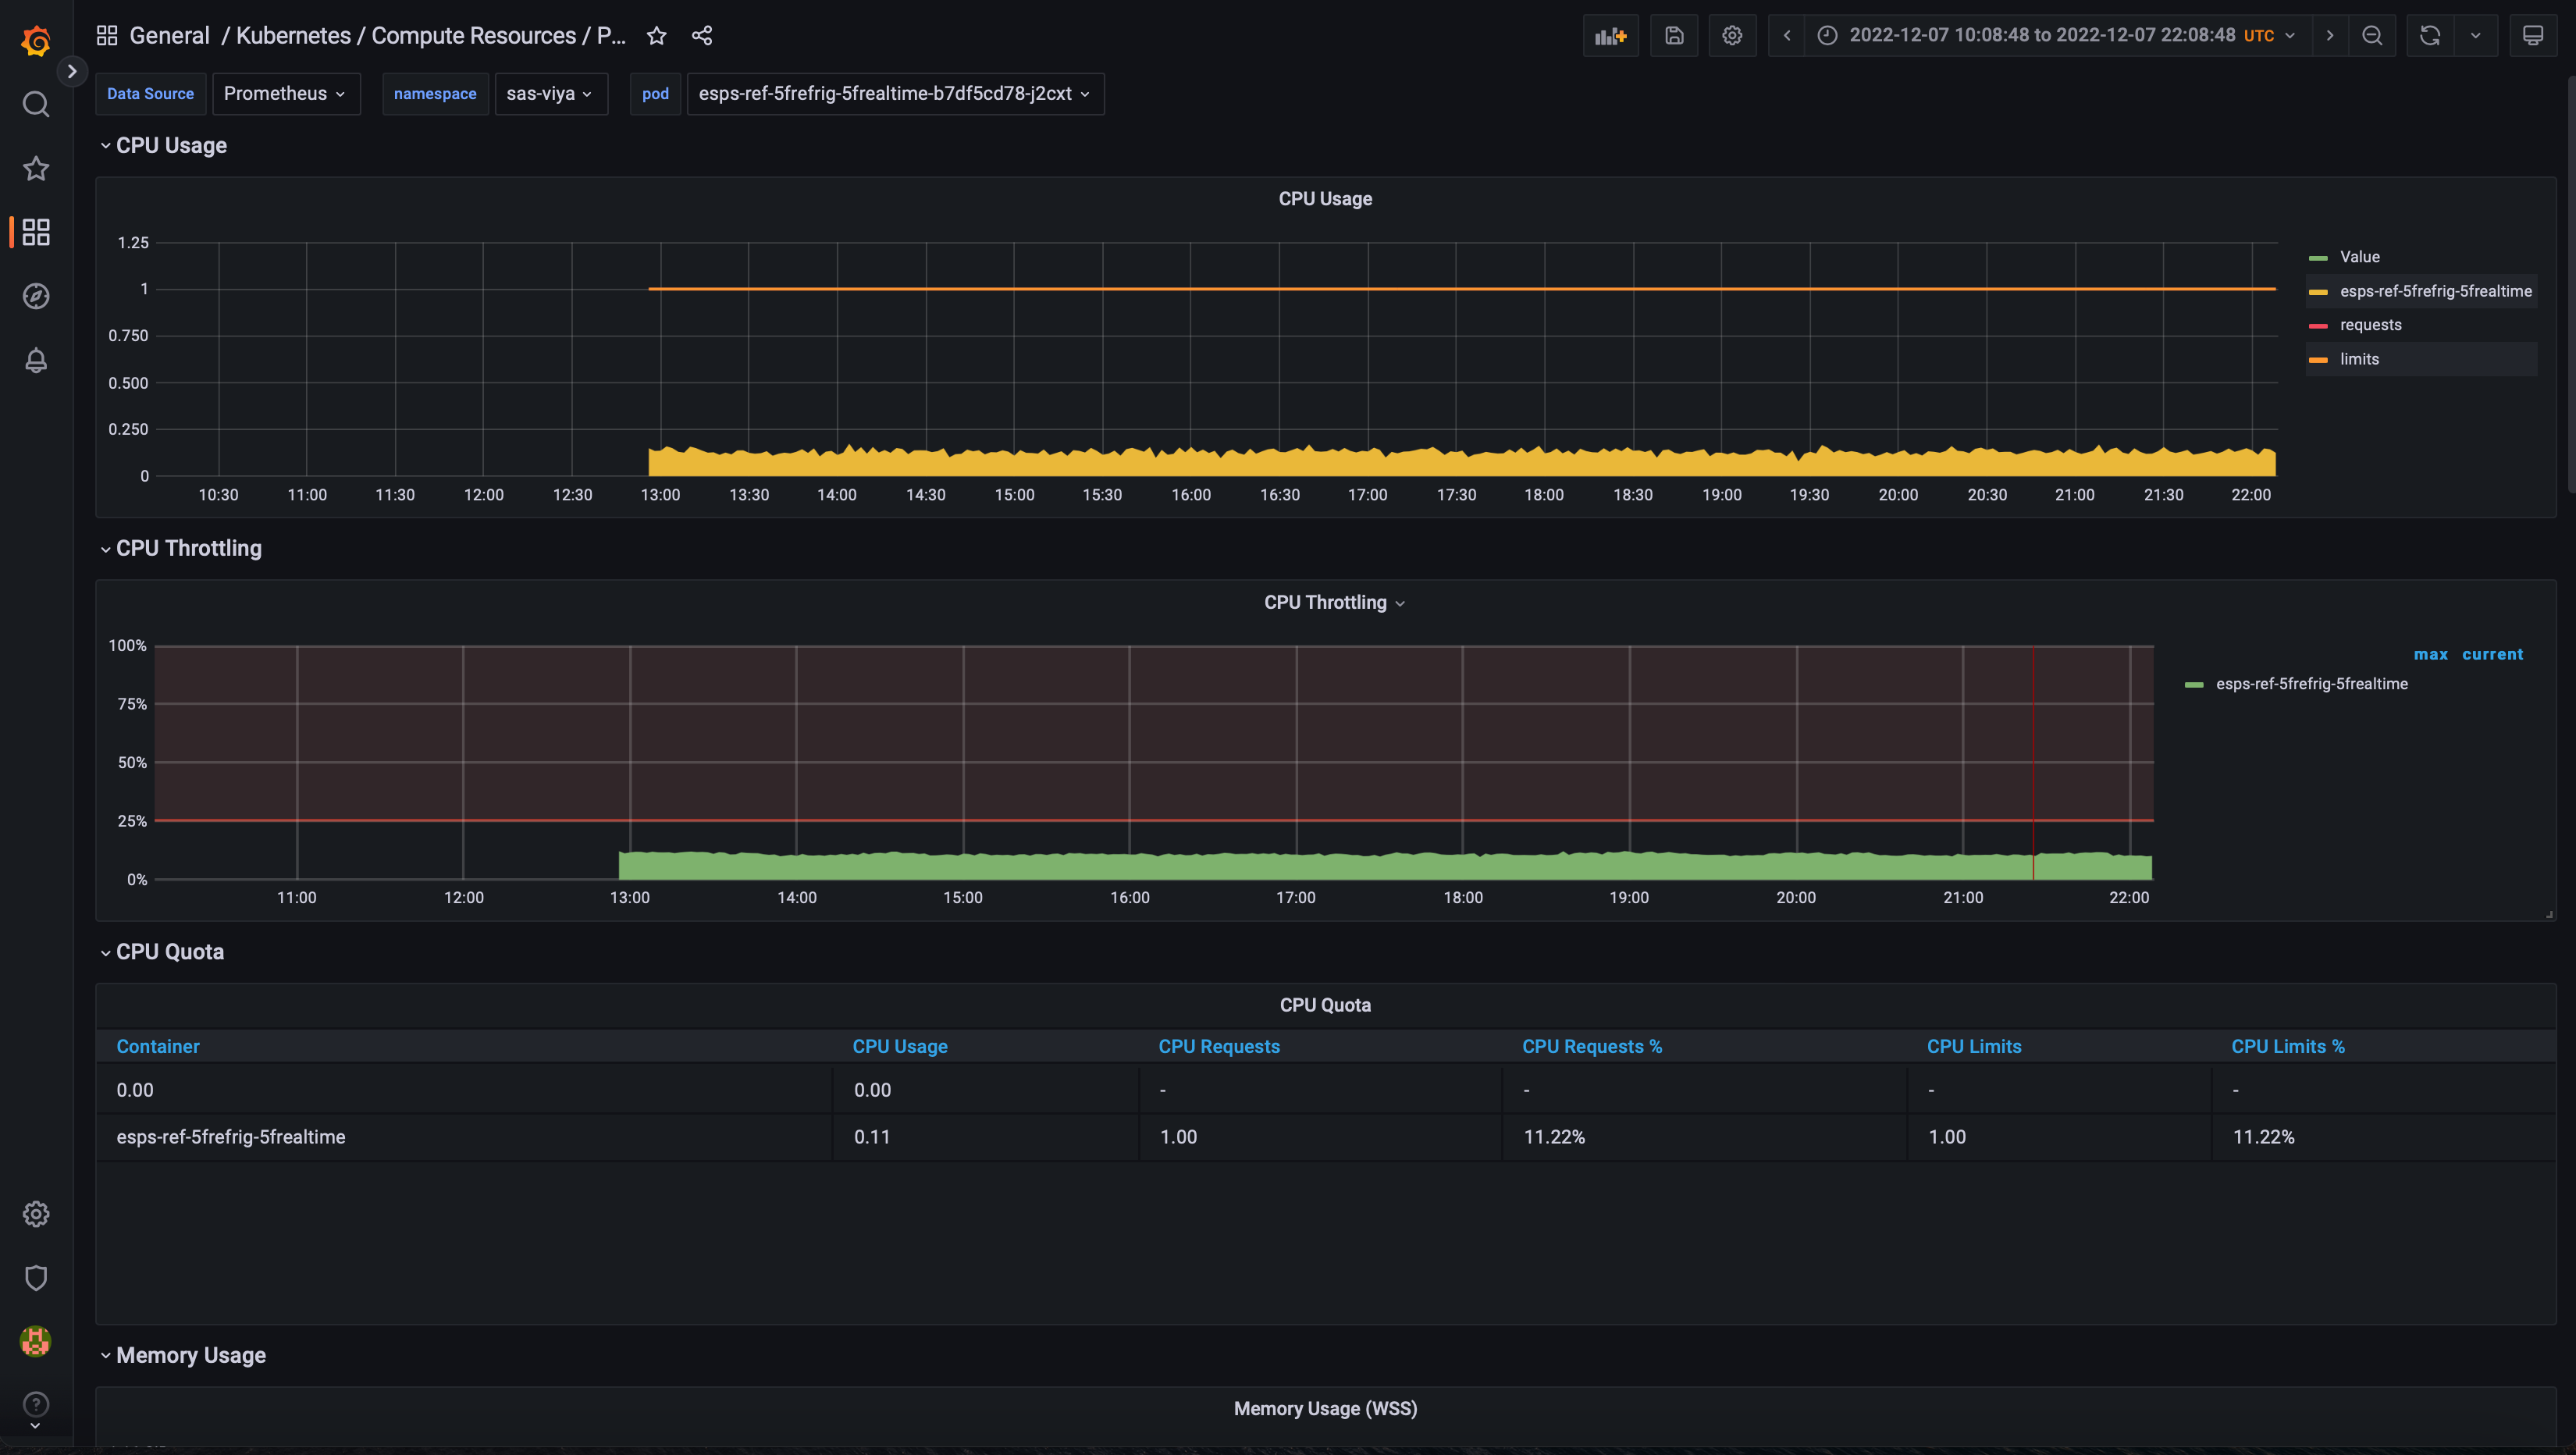 General / Kubernetes / Compute Resources / P...
2022-12-07 10:08:48 to 2022-12-07 22:08:48 UTC
Data Source Prometheus namespace sas-viya pod esps-ref-5frefrig-5frealtime-b7df5cd78-j2cxt
CPU Usage
CPU Usage
1.25
1
0.750
0.500
0.250
0
10:30 11:00 11:30 12:00 12:30 13:00 13:30 14:00 14:30 15:00 15:30 16:00 16:30 17:00 17:30 18:00 18:30 19:00 19:30 20:00 20:30 21:00 21:30 22:00
Value
esps-ref-5frefrig-5frealtime
requests
limits
CPU Throttling
CPU Throttling
100%
75%
50%
25%
0%
11:00 12:00 13:00 14:00 15:00 16:00 17:00 18:00 19:00 20:00 21:00 22:00
max current
esps-ref-5frefrig-5frealtime
CPU Quota
CPU Quota
Container CPU Usage CPU Requests CPU Requests % CPU Limits CPU Limits %
0.00 0.00 - - - -
esps-ref-5frefrig-5frealtime 0.11 1.00 11.22% 1.00 11.22%
Memory Usage
Memory Usage (WSS)